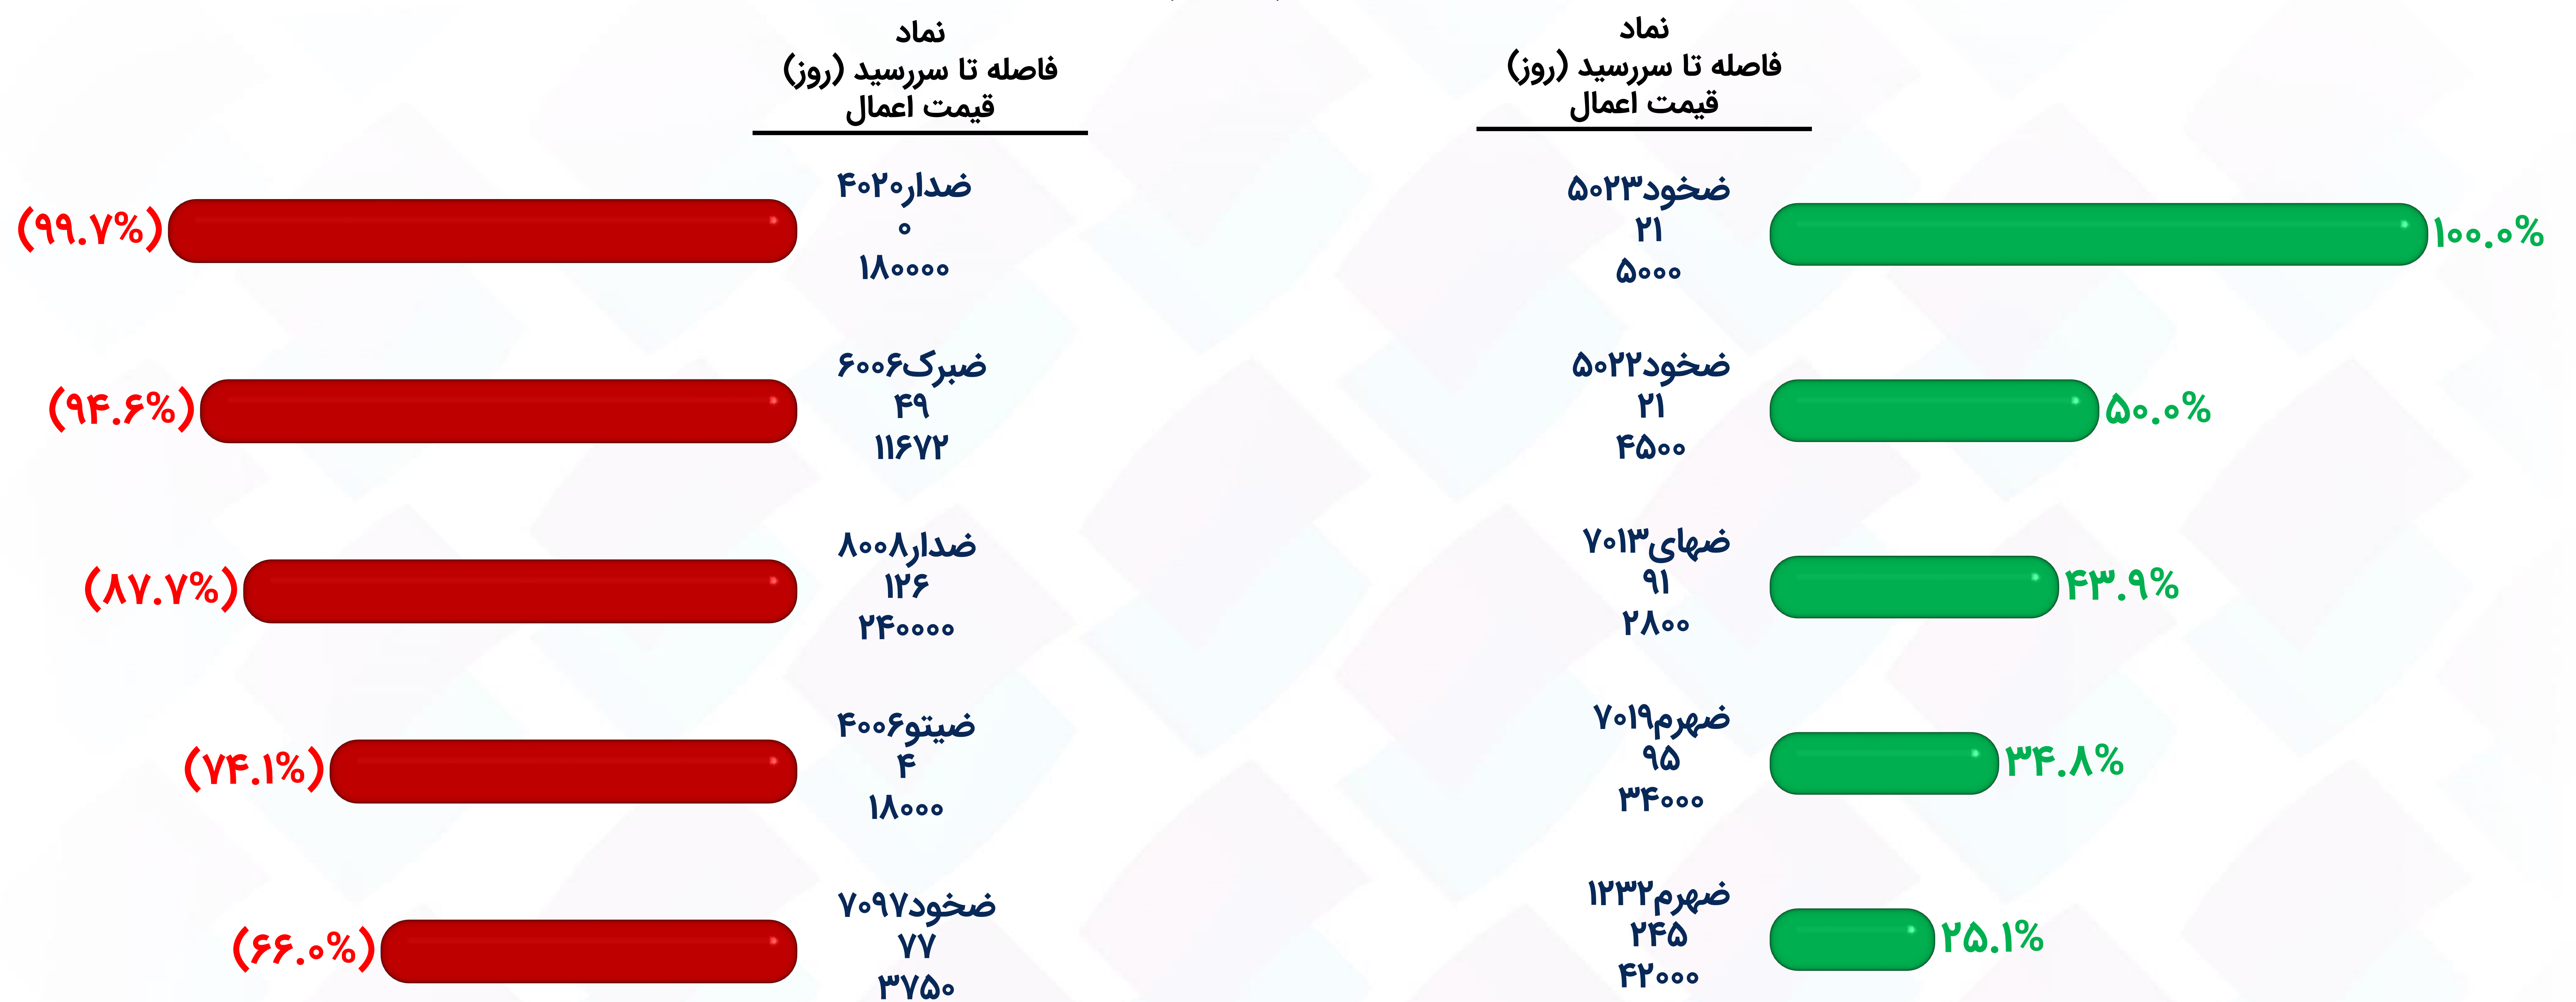 نماد
فاصله تا سررسید (روز)
قیمت اعمال
ضخود۵۰۲۳
۲۱
۵۰۰۰
۱۰۰.۰%
ضخود۵۰۲۲
۲۱
۴۵۰۰
۵۰.۰%
ضهای۷۰۱۳
۹۱
۲۸۰۰
۴۳.۹%
ضهرم۷۰۱۹
۹۵
۳۴۰۰۰
۳۴.۸%
ضهرم۱۲۳۲
۲۴۵
۴۲۰۰۰
۲۵.۱%
نماد
فاصله تا سررسید (روز)
قیمت اعمال
ضدار۴۰۲۰
۰
۱۸۰۰۰۰
(۹۹.۷%)
ضبرک۶۰۰۶
۴۹
۱۱۶۷۲
(۹۴.۶%)
ضدار۸۰۰۸
۱۲۶
۲۴۰۰۰۰
(۸۷.۷%)
ضیتو۴۰۰۶
۴
۱۸۰۰۰
(۷۴.۱%)
ضخود۷۰۹۷
۷۷
۳۷۵۰
(۶۶.۰%)